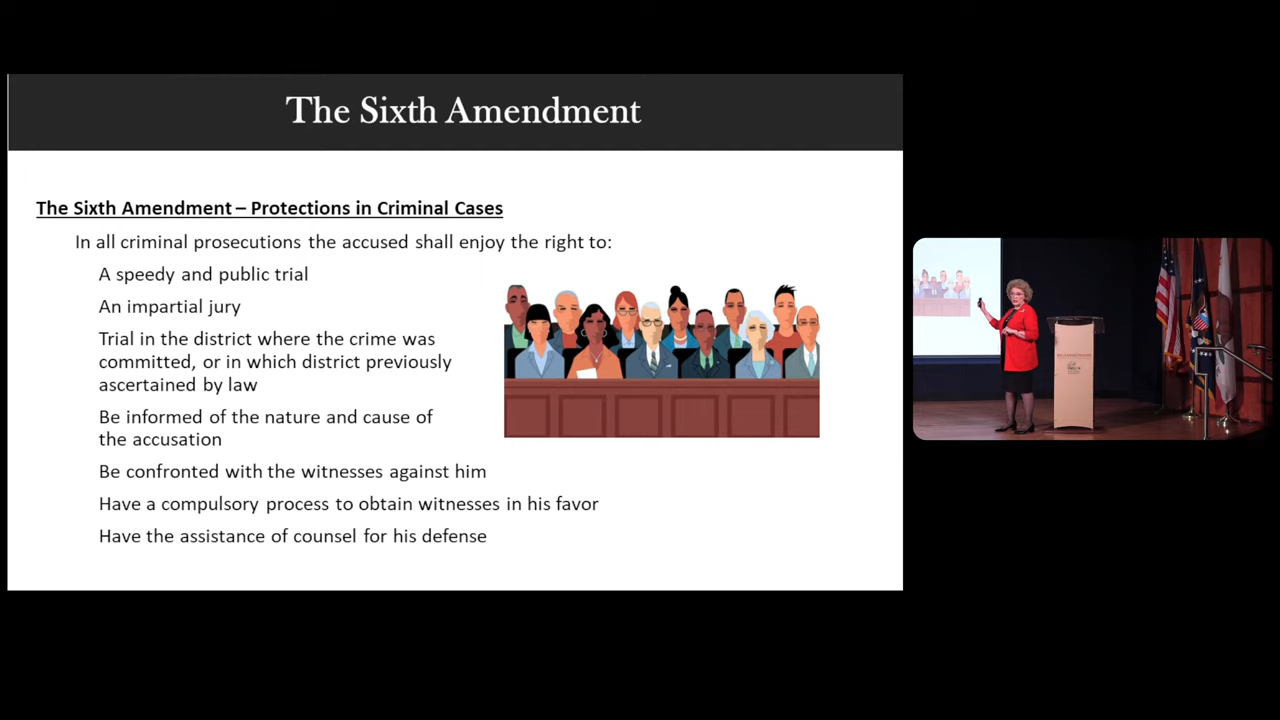 The Sixth Amendment
The Sixth Amendment – Protections in Criminal Cases
In all criminal prosecutions the accused shall enjoy the right to:
A speedy and public trial
An impartial jury
Trial in the district where the crime was
committed, or in which district previously
ascertained by law
Be informed of the nature and cause of
the accusation
Be confronted with the witnesses against him
Have a compulsory process to obtain witnesses in his favor
Have the assistance of counsel for his defense